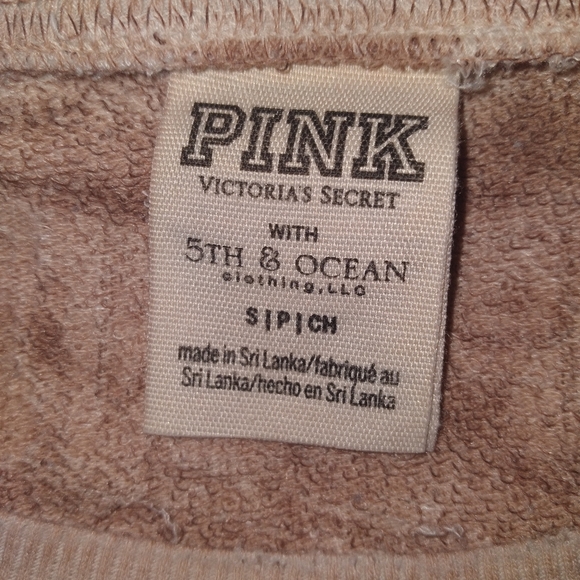 PINK
VICTORIA'S SECRET
WITH
5TH & OCEAN
clothing, LLC
S|P|CH
made in Sri Lanka/fabriqué au
Sri Lanka/hecho en Sri Lanka